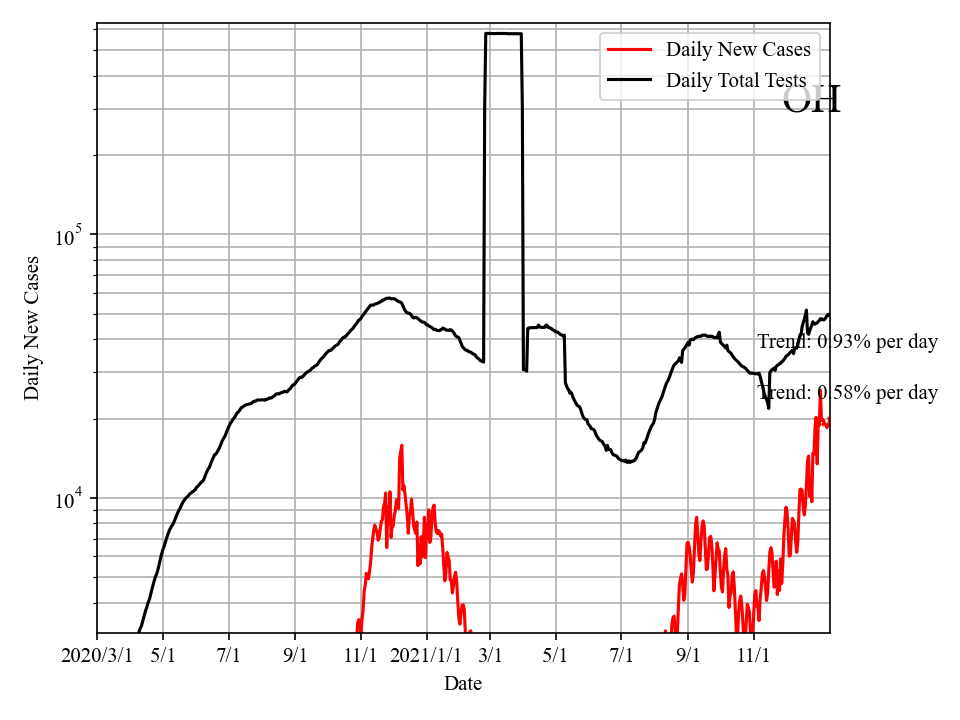 Daily New Cases
Daily Total Tests
OH
10^5
Trend: 0.93% per day
Trend: 0.58% per day
10^4
Daily New Cases
2020/3/1 5/1 7/1 9/1 11/1 2021/1/1 3/1 5/1 7/1 9/1 11/1
Date